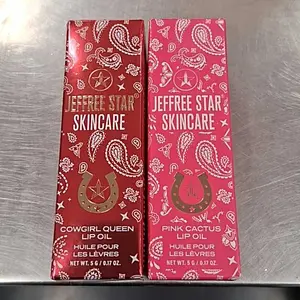 JEFFREE STAR
SKINCARE
COWGIRL QUEEN
LIP OIL
HUILE POUR
LES LÈVRES
NET WT. 5 G / 0.17 OZ.
JEFFREE STAR
SKINCARE
PINK CACTUS
LIP OIL
HUILE POUR
LES LÈVRES
NET WT. 5 G / 0.17 OZ.